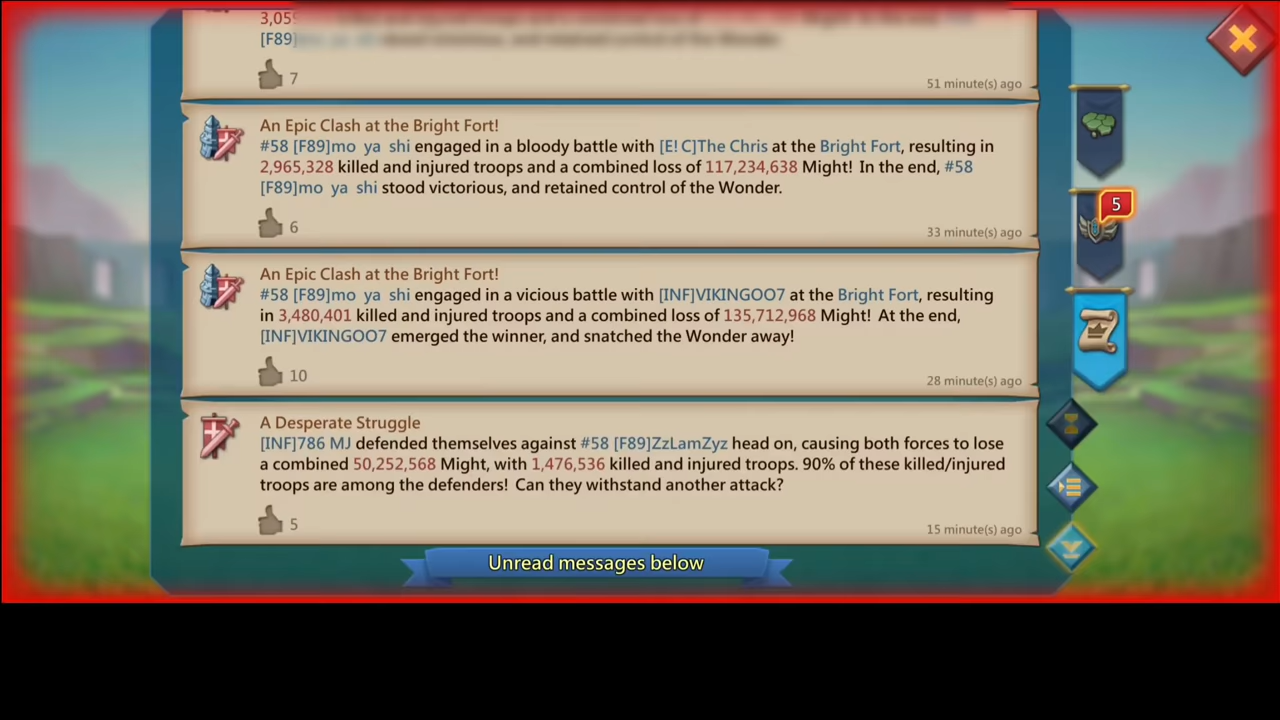 3,059
[F89]
7
51 minute(s) ago
An Epic Clash at the Bright Fort!
#58 [F89]mo ya shi engaged in a bloody battle with [E! C]The Chris at the Bright Fort, resulting in
2,965,328 killed and injured troops and a combined loss of 117,234,638 Might! In the end, #58
[F89]mo ya shi stood victorious, and retained control of the Wonder.
6
33 minute(s) ago
An Epic Clash at the Bright Fort!
#58 [F89]mo ya shi engaged in a vicious battle with [INF]VIKINGOO7 at the Bright Fort, resulting
in 3,480,401 killed and injured troops and a combined loss of 135,712,968 Might! At the end,
[INF]VIKINGOO7 emerged the winner, and snatched the Wonder away!
10
28 minute(s) ago
A Desperate Struggle
[INF]786 MJ defended themselves against #58 [F89]ZzLamZyz head on, causing both forces to lose
a combined 50,252,568 Might, with 1,476,536 killed and injured troops. 90% of these killed/injured
troops are among the defenders! Can they withstand another attack?
5
15 minute(s) ago
Unread messages below
5